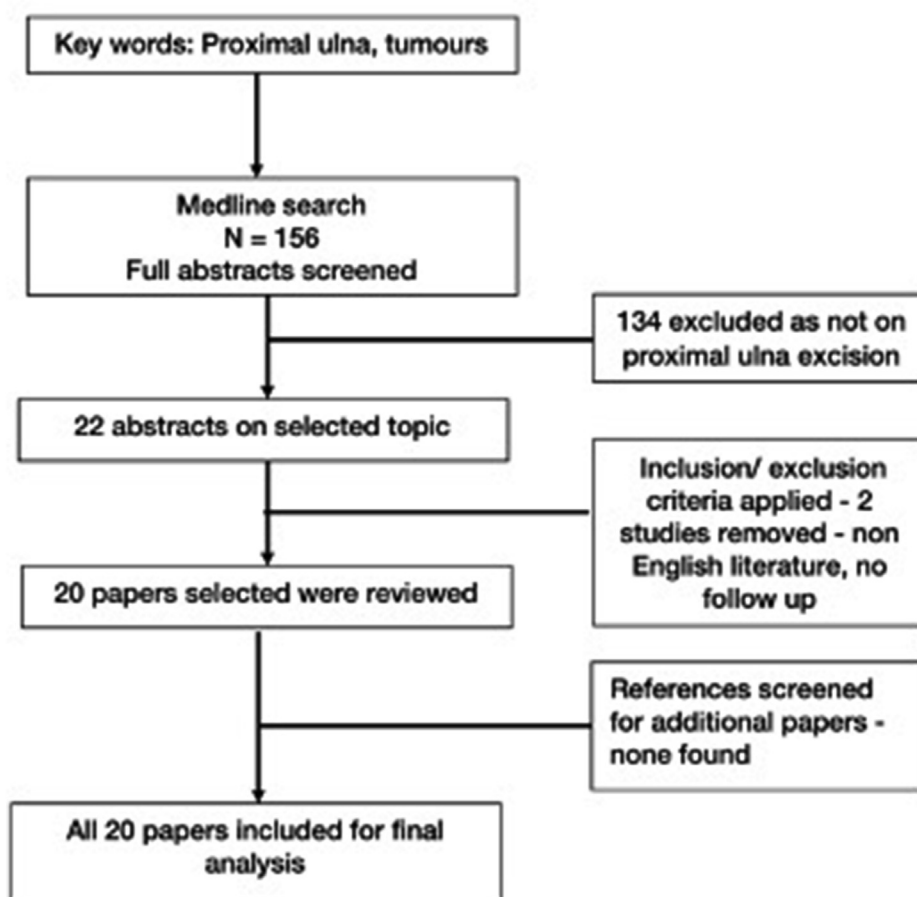 Key words: Proximal ulna, tumours
Medline search
N = 156
Full abstracts screened
134 excluded as not on
proximal ulna excision
22 abstracts on selected topic
Inclusion/ exclusion
criteria applied - 2
studies removed - non
English literature, no
follow up
20 papers selected were reviewed
References screened
for additional papers -
none found
All 20 papers included for final
analysis